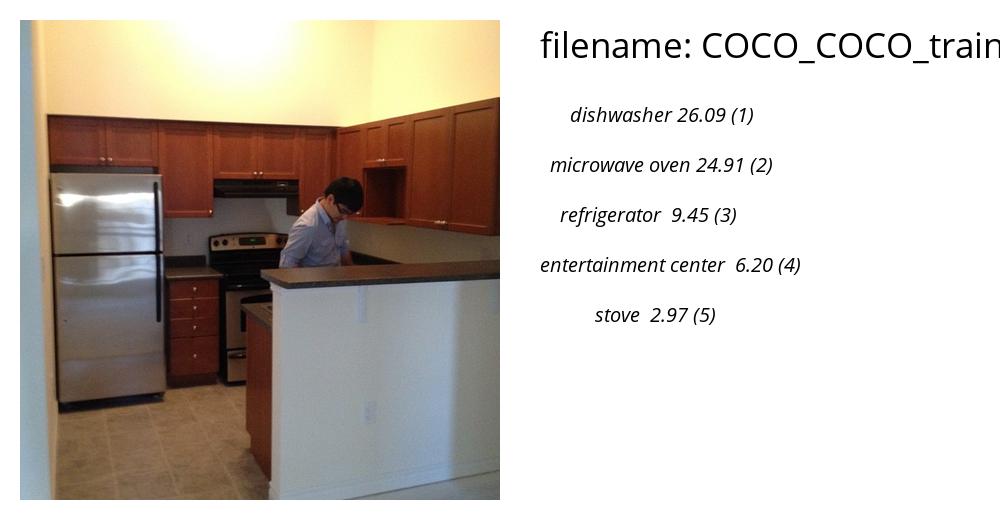 filename: COCO_COCO_train
dishwasher 26.09 (1)
microwave oven 24.91 (2)
refrigerator 9.45 (3)
entertainment center 6.20 (4)
stove 2.97 (5)